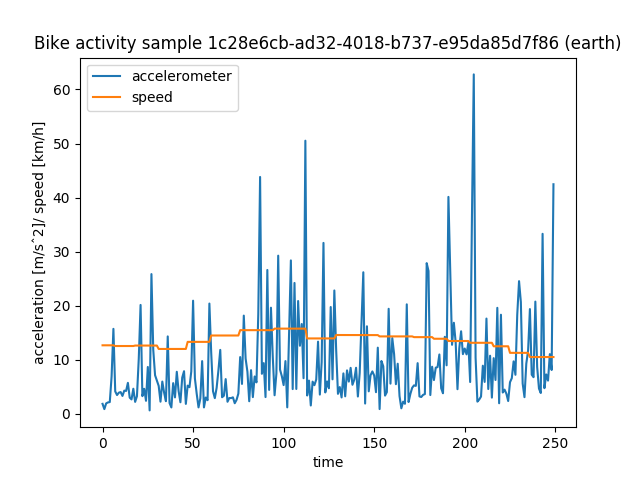 Bike activity sample 1c28e6cb-ad32-4018-b737-e95da85d7f86 (earth)
accelerometer
speed
acceleration [m/s^2]/ speed [km/h]
60
50
40
30
20
10
0
0
50
100
150
200
250
time